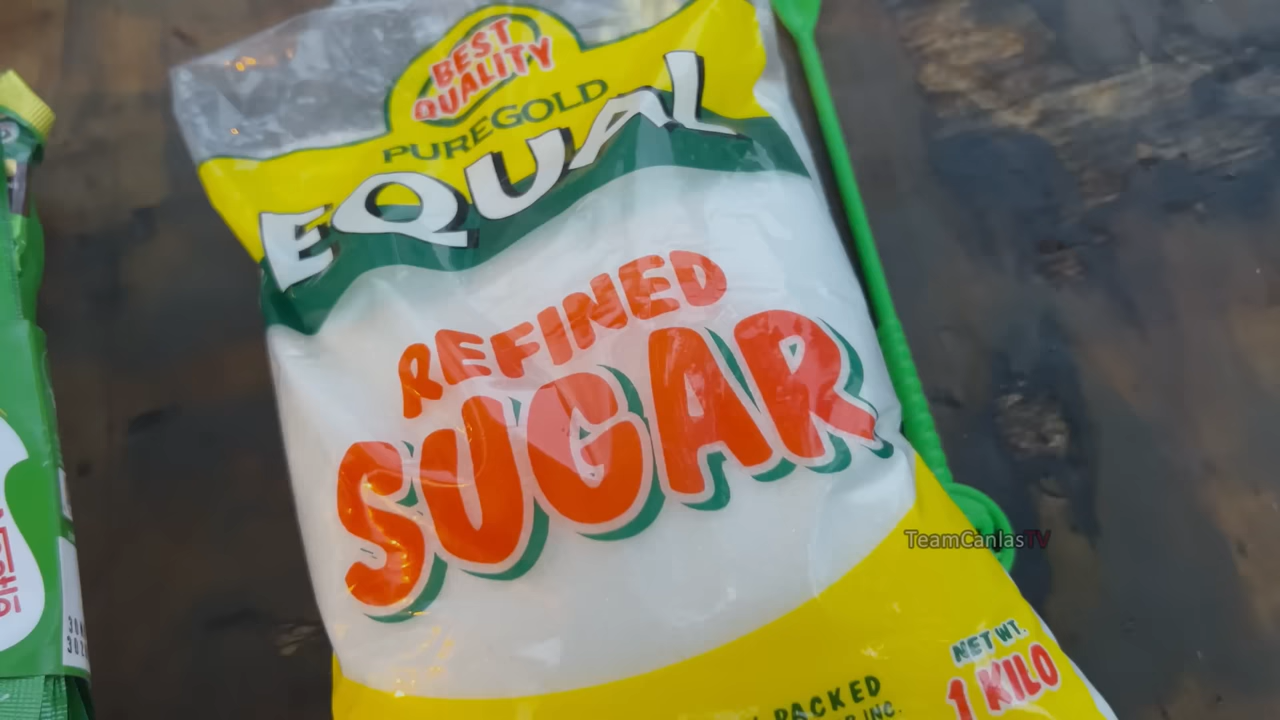 BEST
QUALITY
PUREGOLD
EQUAL
REFINED
SUGAR
TeamCanlasTV
NET WT.
1 KILO
PACKED
INC.